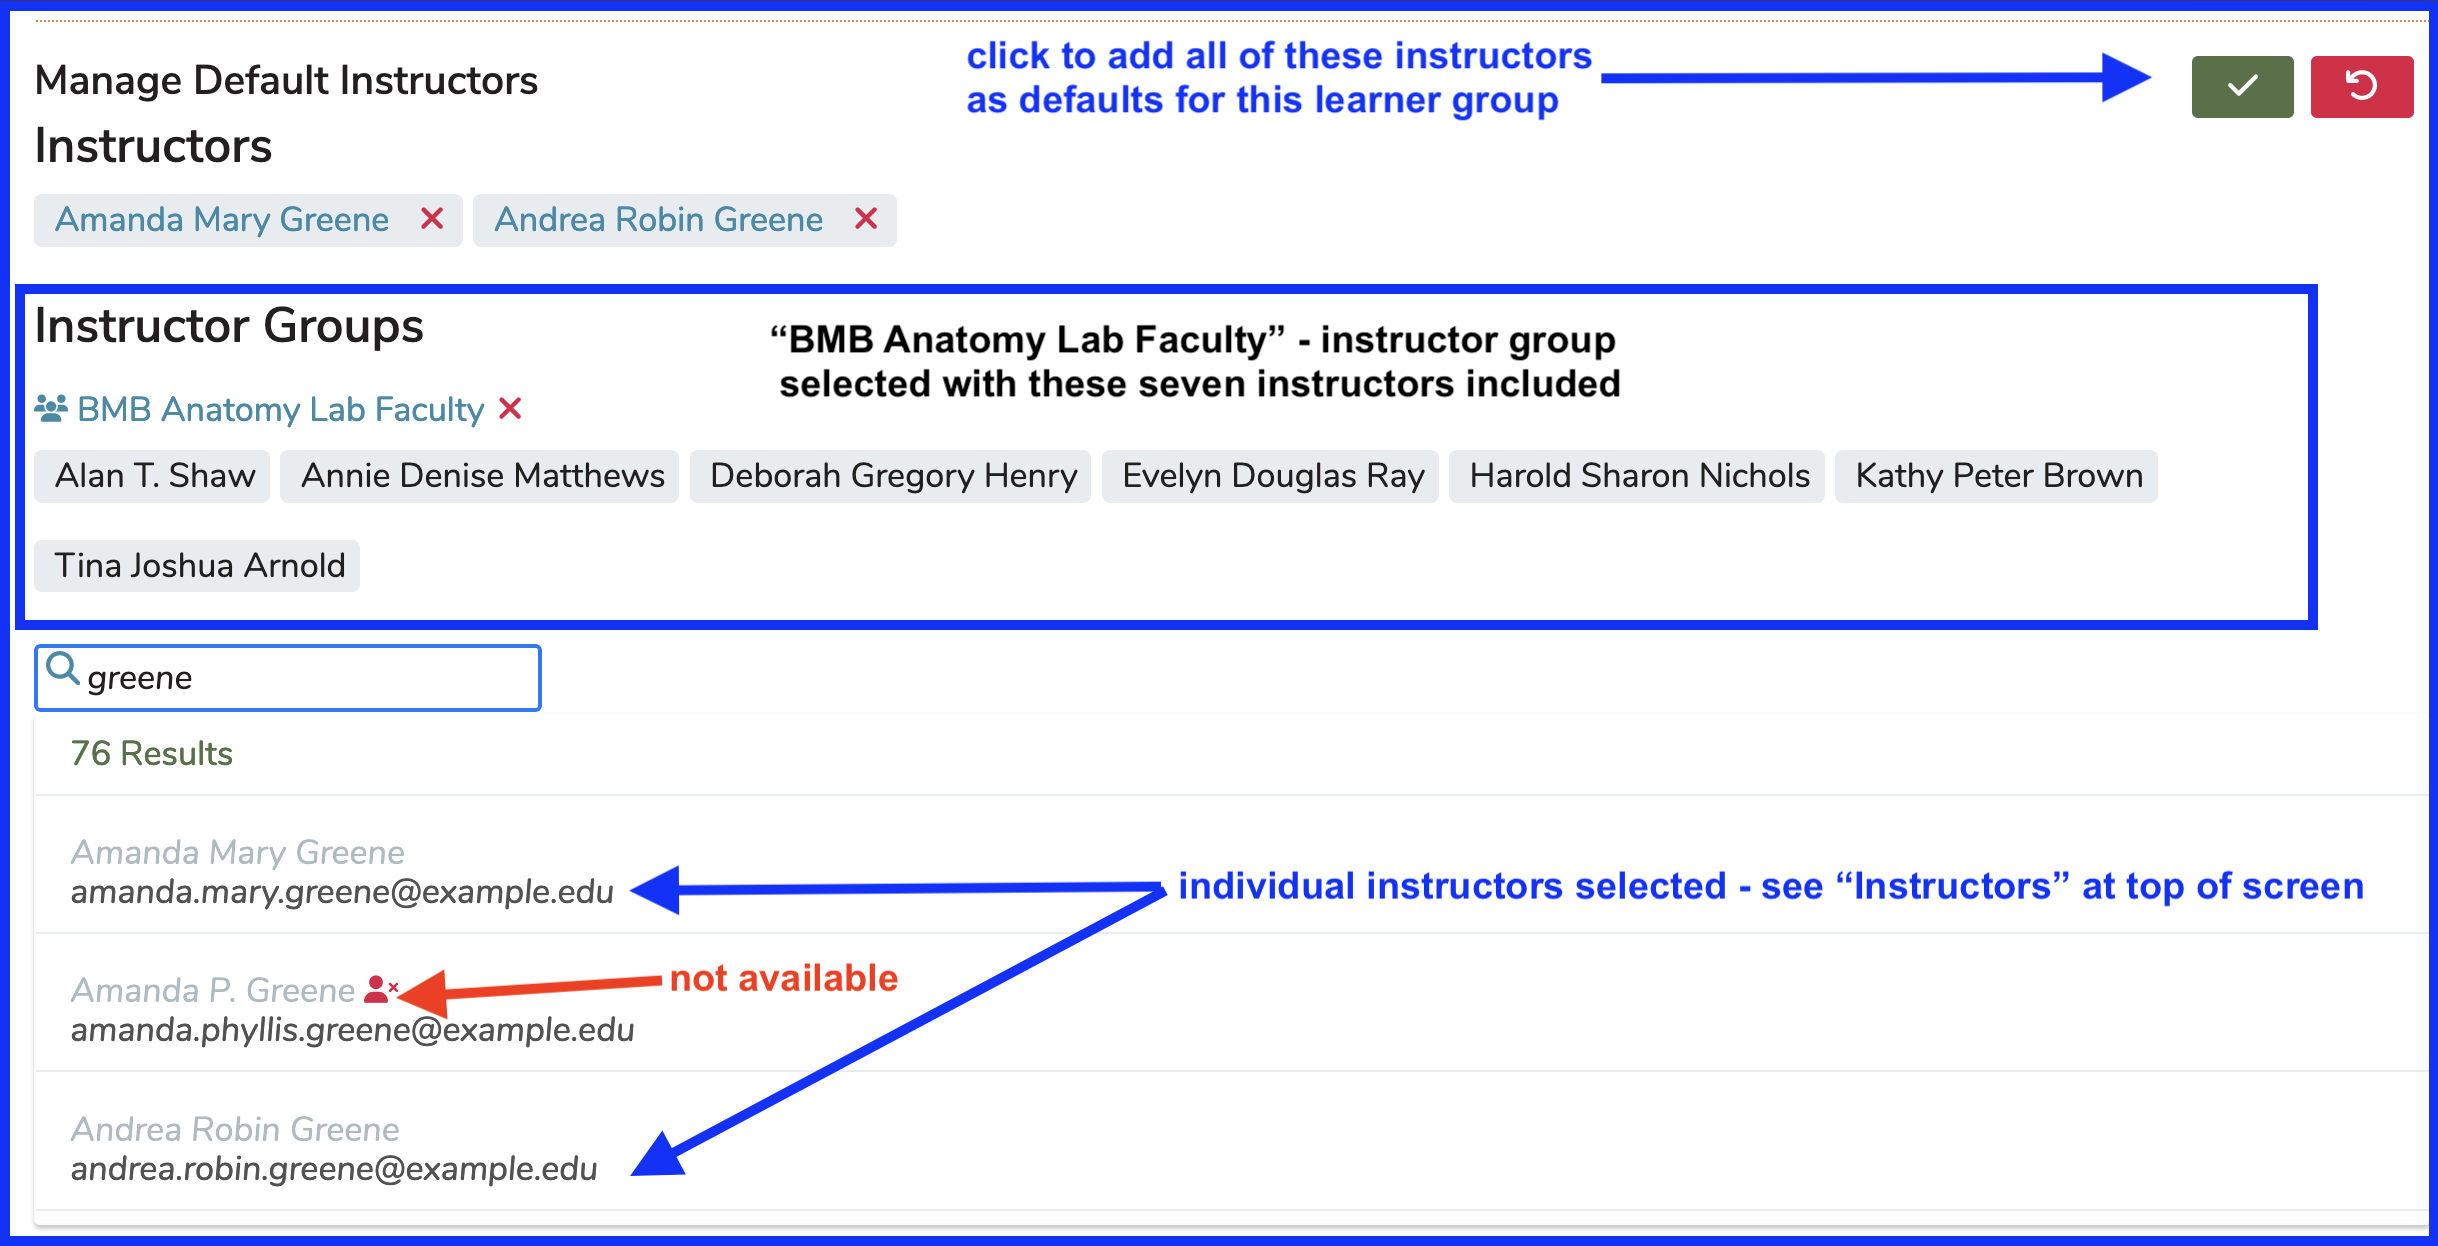 click to add all of these instructors
as defaults for this learner group
Manage Default Instructors
Instructors
Amanda Mary Greene
Andrea Robin Greene
Instructor Groups
“BMB Anatomy Lab Faculty” - instructor group
selected with these seven instructors included
BMB Anatomy Lab Faculty
Alan T. Shaw
Annie Denise Matthews
Deborah Gregory Henry
Evelyn Douglas Ray
Harold Sharon Nichols
Kathy Peter Brown
Tina Joshua Arnold
greene
76 Results
Amanda Mary Greene
amanda.mary.greene@example.edu
individual instructors selected - see “Instructors” at top of screen
Amanda P. Greene
not available
amanda.phyllis.greene@example.edu
Andrea Robin Greene
andrea.robin.greene@example.edu